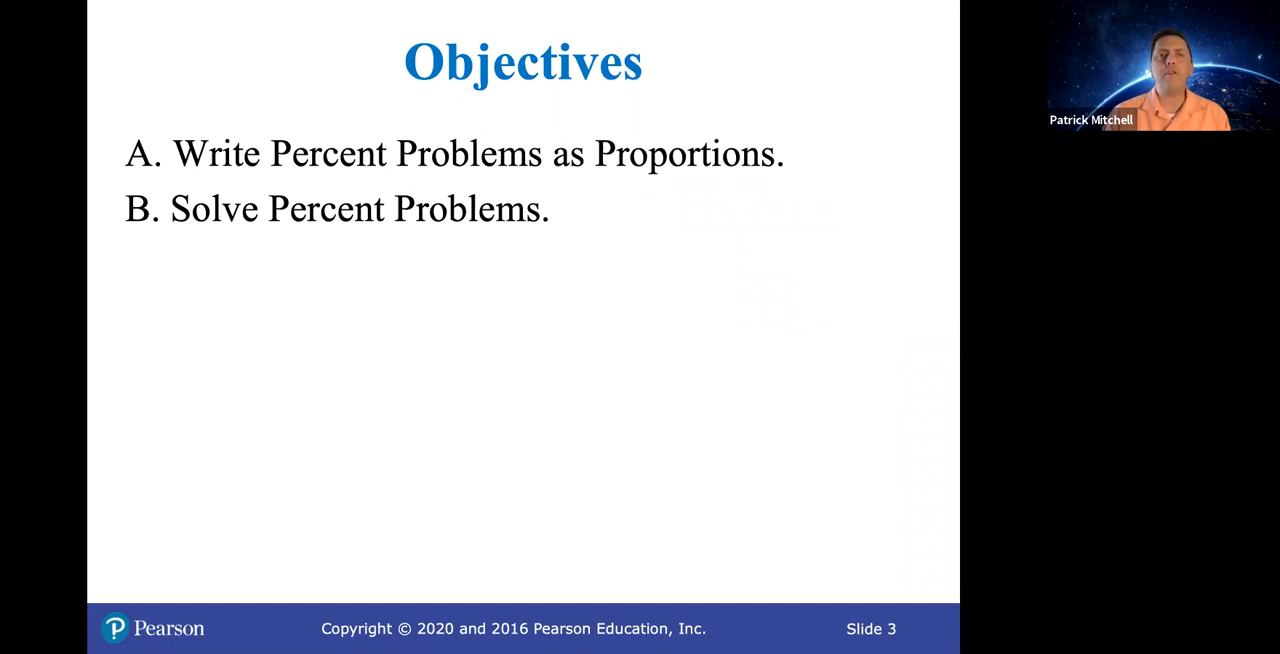 Objectives
A. Write Percent Problems as Proportions.
B. Solve Percent Problems.
Patrick Mitchell
Pearson
Copyright © 2020 and 2016 Pearson Education, Inc.
Slide 3